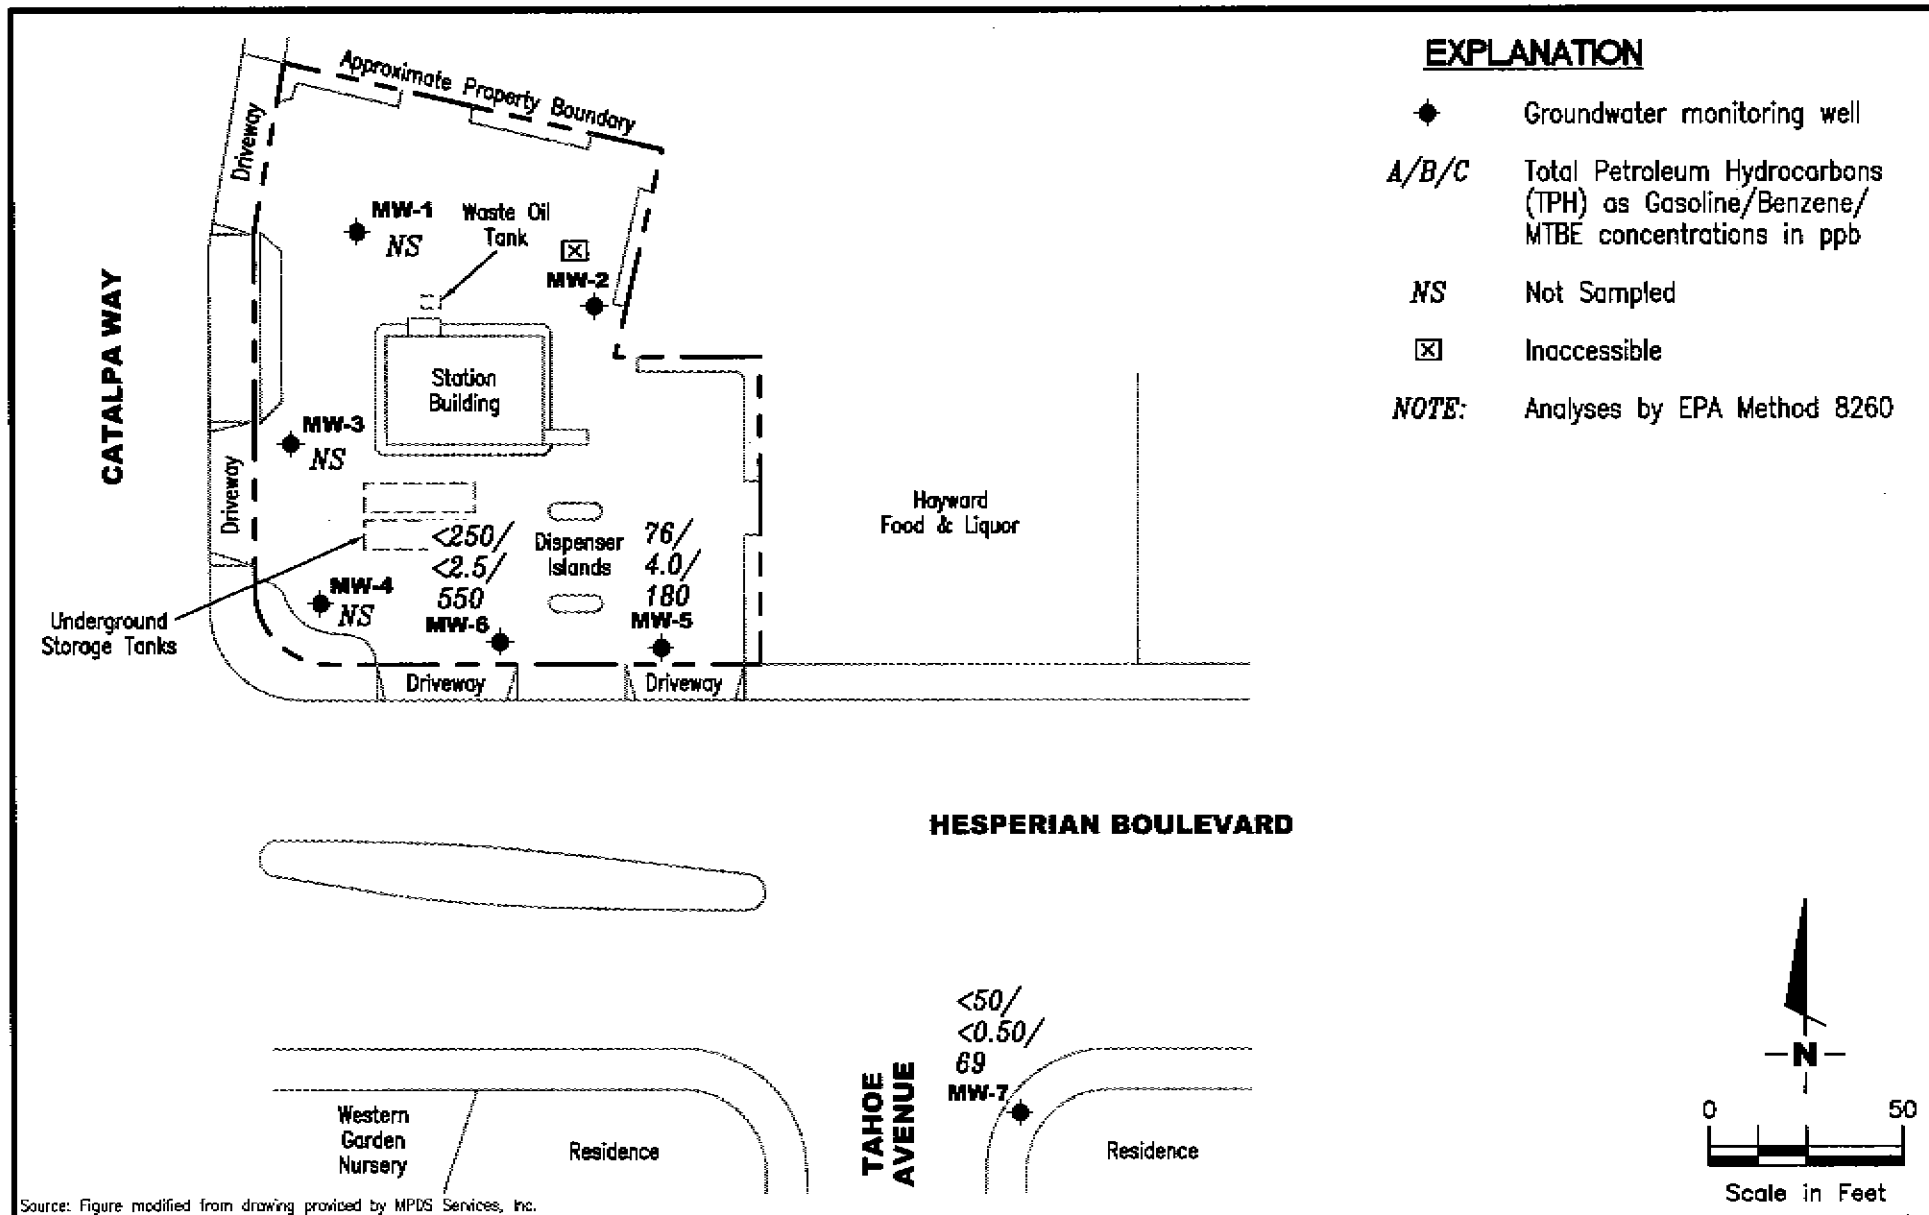 EXPLANATION
Groundwater monitoring well
A/B/C Total Petroleum Hydrocarbons
(TPH) as Gasoline/Benzene/
MTBE concentrations in ppb
NS Not Sampled
Inaccessible
NOTE: Analyses by EPA Method 8260
Approximate Property Boundary
Driveway
MW-1
NS
Waste Oil
Tank
MW-2
CATALPA WAY
Station
Building
MW-3
NS
Driveway
Hayward
Food & Liquor
<250/
<2.5/
550
MW-6
Dispenser
Islands
76/
4.0/
180
MW-5
MW-4
NS
Underground
Storage Tanks
Driveway
Driveway
HESPERIAN BOULEVARD
<50/
<0.50/
69
MW-7
TAHOE
AVENUE
Western
Garden
Nursery
Residence
Residence
N
0 50
Scale in Feet
Source: Figure modified from drawing provided by MPDS Services, Inc.